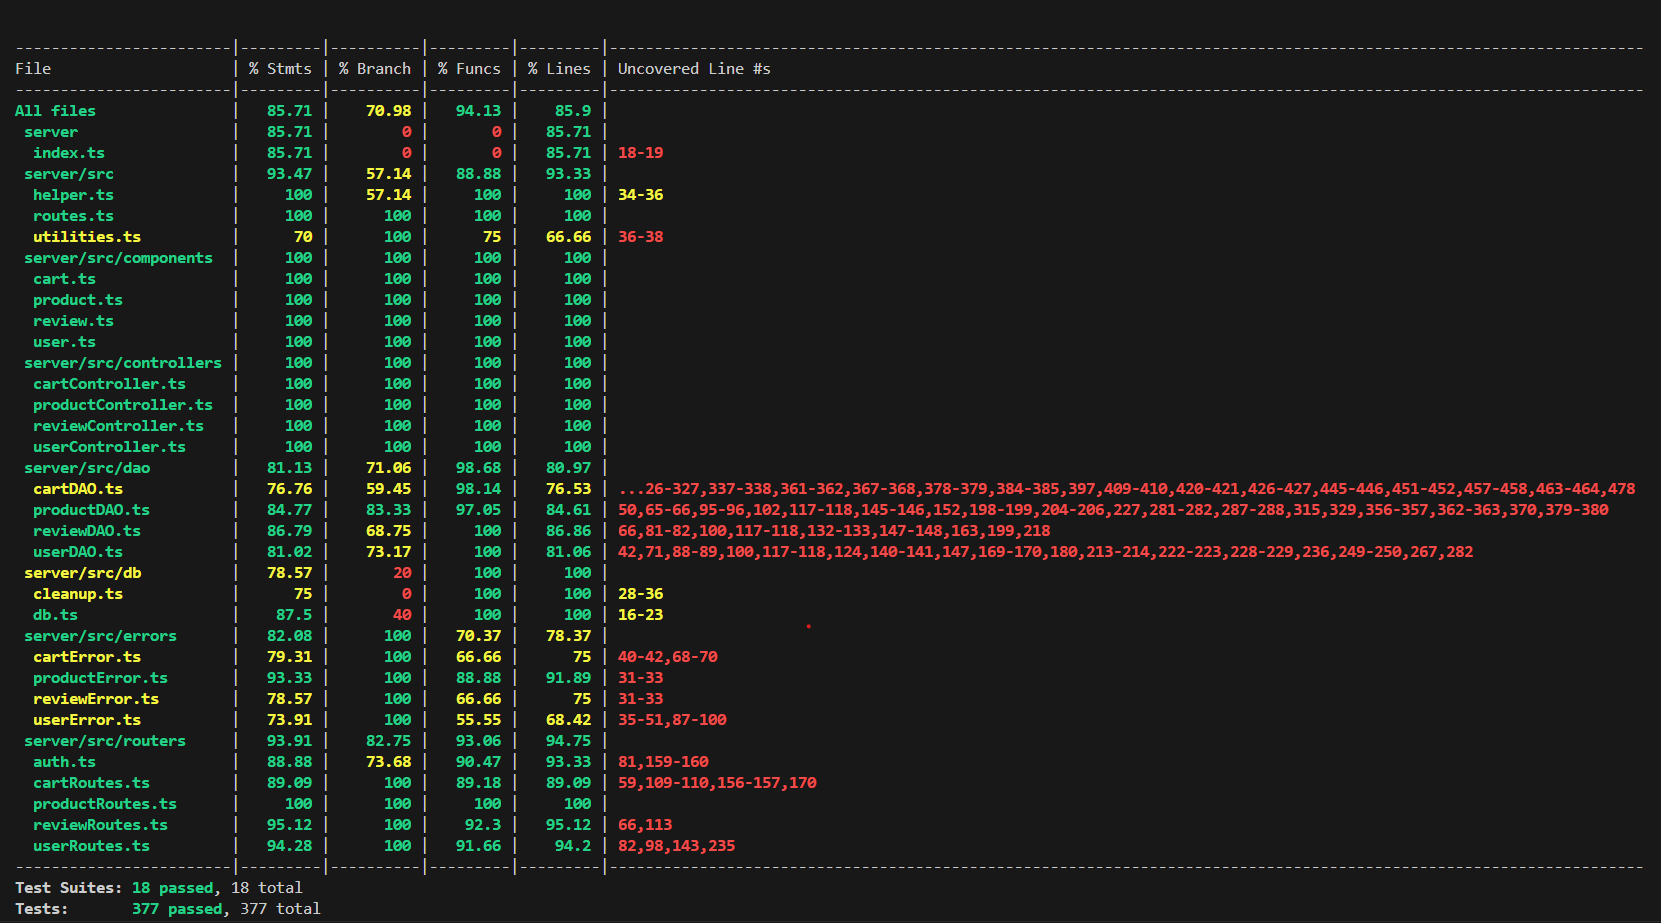 -------------------------|---------|----------|---------|---------|-------------------------------------------------------------------------------------------------------------------
File | % Stmts | % Branch | % Funcs | % Lines | Uncovered Line #s
-------------------------|---------|----------|---------|---------|-------------------------------------------------------------------------------------------------------------------
All files | 85.71 | 70.98 | 94.13 | 85.9 |
server | 85.71 | 0 | 0 | 85.71 |
index.ts | 85.71 | 0 | 0 | 85.71 | 18-19
server/src | 93.47 | 57.14 | 88.88 | 93.33 |
helper.ts | 100 | 57.14 | 100 | 100 | 34-36
routes.ts | 100 | 100 | 100 | 100 |
utilities.ts | 70 | 100 | 75 | 66.66 | 36-38
server/src/components | 100 | 100 | 100 | 100 |
cart.ts | 100 | 100 | 100 | 100 |
product.ts | 100 | 100 | 100 | 100 |
review.ts | 100 | 100 | 100 | 100 |
user.ts | 100 | 100 | 100 | 100 |
server/src/controllers | 100 | 100 | 100 | 100 |
cartController.ts | 100 | 100 | 100 | 100 |
productController.ts | 100 | 100 | 100 | 100 |
reviewController.ts | 100 | 100 | 100 | 100 |
userController.ts | 100 | 100 | 100 | 100 |
server/src/dao | 81.13 | 71.06 | 98.68 | 80.97 |
cartDAO.ts | 76.76 | 59.45 | 98.14 | 76.53 | ...26-327,337-338,361-362,367-368,378-379,384-385,397,409-410,420-421,426-427,445-446,451-452,457-458,463-464,478
productDAO.ts | 84.77 | 83.33 | 97.05 | 84.61 | 50,65-66,95-96,102,117-118,145-146,152,198-199,204-206,227,281-282,287-288,315,329,356-357,362-363,370,379-380
reviewDAO.ts | 86.79 | 68.75 | 100 | 86.86 | 66,81-82,100,117-118,132-133,147-148,163,199,218
userDAO.ts | 81.02 | 73.17 | 100 | 81.06 | 42,71,88-89,100,117-118,124,140-141,147,169-170,180,213-214,222-223,228-229,236,249-250,267,282
server/src/db | 78.57 | 20 | 100 | 100 |
cleanup.ts | 75 | 0 | 100 | 100 | 28-36
db.ts | 87.5 | 40 | 100 | 100 | 16-23
server/src/errors | 82.08 | 100 | 70.37 | 78.37 |
cartError.ts | 79.31 | 100 | 66.66 | 75 | 40-42,68-70
productError.ts | 93.33 | 100 | 88.88 | 91.89 | 31-33
reviewError.ts | 78.57 | 100 | 66.66 | 75 | 31-33
userError.ts | 73.91 | 100 | 55.55 | 68.42 | 35-51,87-100
server/src/routers | 93.91 | 82.75 | 93.06 | 94.75 |
auth.ts | 88.88 | 73.68 | 90.47 | 93.33 | 81,159-160
cartRoutes.ts | 89.09 | 100 | 89.18 | 89.09 | 59,109-110,156-157,170
productRoutes.ts | 100 | 100 | 100 | 100 |
reviewRoutes.ts | 95.12 | 100 | 92.3 | 95.12 | 66,113
userRoutes.ts | 94.28 | 100 | 91.66 | 94.2 | 82,98,143,235
-------------------------|---------|----------|---------|---------|-------------------------------------------------------------------------------------------------------------------
Test Suites: 18 passed, 18 total
Tests: 377 passed, 377 total